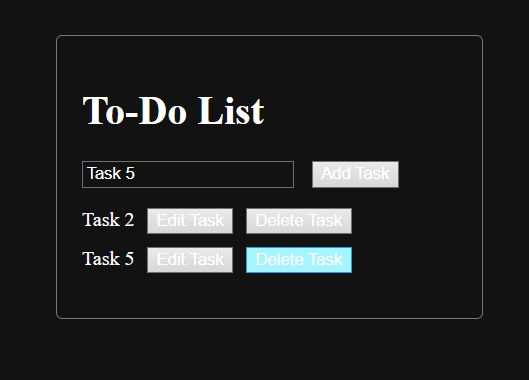 To-Do List
Task 5 Add Task
Task 2 Edit Task Delete Task
Task 5 Edit Task Delete Task